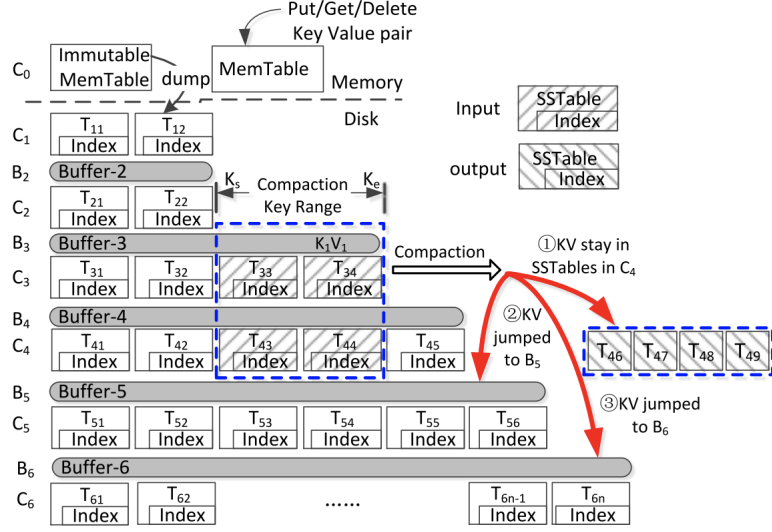 Put/Get/Delete
Key Value pair
C0
Immutable
MemTable
dump
MemTable
Memory
Disk
Input
SSTable
Index
output
SSTable
Index
C1
T11
Index
T12
Index
B2
Buffer-2
Ks
Compaction
Key Range
Ke
C2
T21
Index
T22
Index
B3
Buffer-3
K1V1
Compaction
①KV stay in
SSTables in C4
C3
T31
Index
T32
Index
T33
Index
T34
Index
B4
Buffer-4
②KV
jumped
to B5
C4
T41
Index
T42
Index
T43
Index
T44
Index
T45
Index
T46
T47
T48
T49
B5
Buffer-5
③KV jumped
to B6
C5
T51
Index
T52
Index
T53
Index
T54
Index
T55
Index
T56
Index
B6
Buffer-6
C6
T61
Index
T62
Index
......
T6n-1
Index
T6n
Index